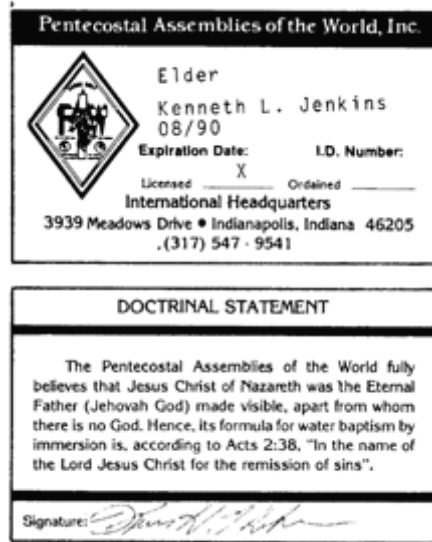 Pentecostal Assemblies of the World, Inc.
Elder
Kenneth L. Jenkins
08/90
Expiration Date: I.D. Number:
X
Licensed ________ Ordained ________
International Headquarters
3939 Meadows Drive • Indianapolis, Indiana 46205
.(317) 547 - 9541
DOCTRINAL STATEMENT
The Pentecostal Assemblies of the World fully
believes that Jesus Christ of Nazareth was the Eternal
Father (Jehovah God) made visible, apart from whom
there is no God. Hence, its formula for water baptism by
immersion is, according to Acts 2:38, "In the name of
the Lord Jesus Christ for the remission of sins".
Signature: